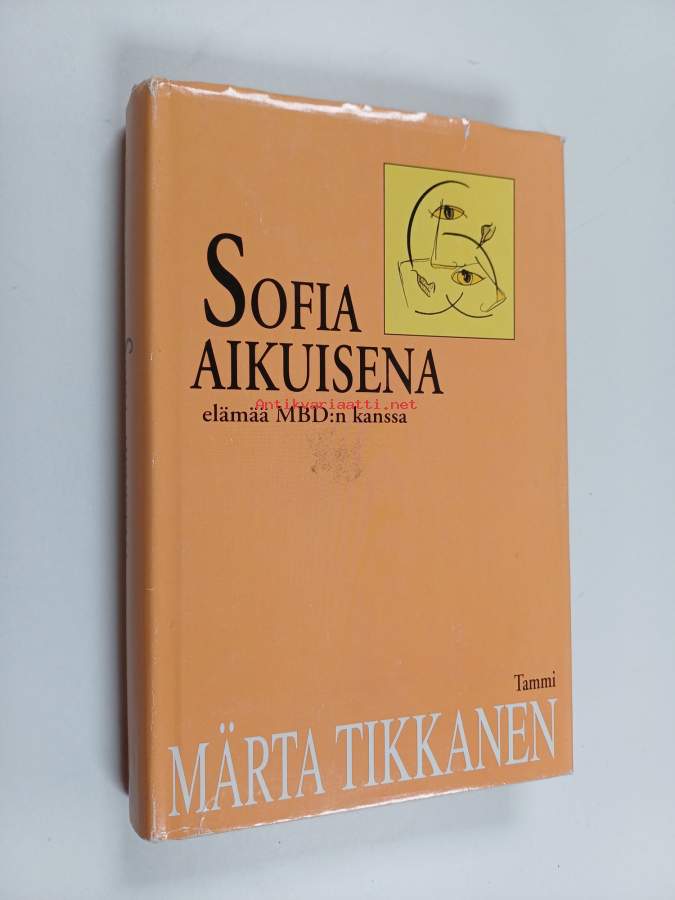 SOFIA
AIKUISENA
Antikvariaatti.net
elämää MBD:n kanssa
Tammi
MÄRTA TIKKANEN